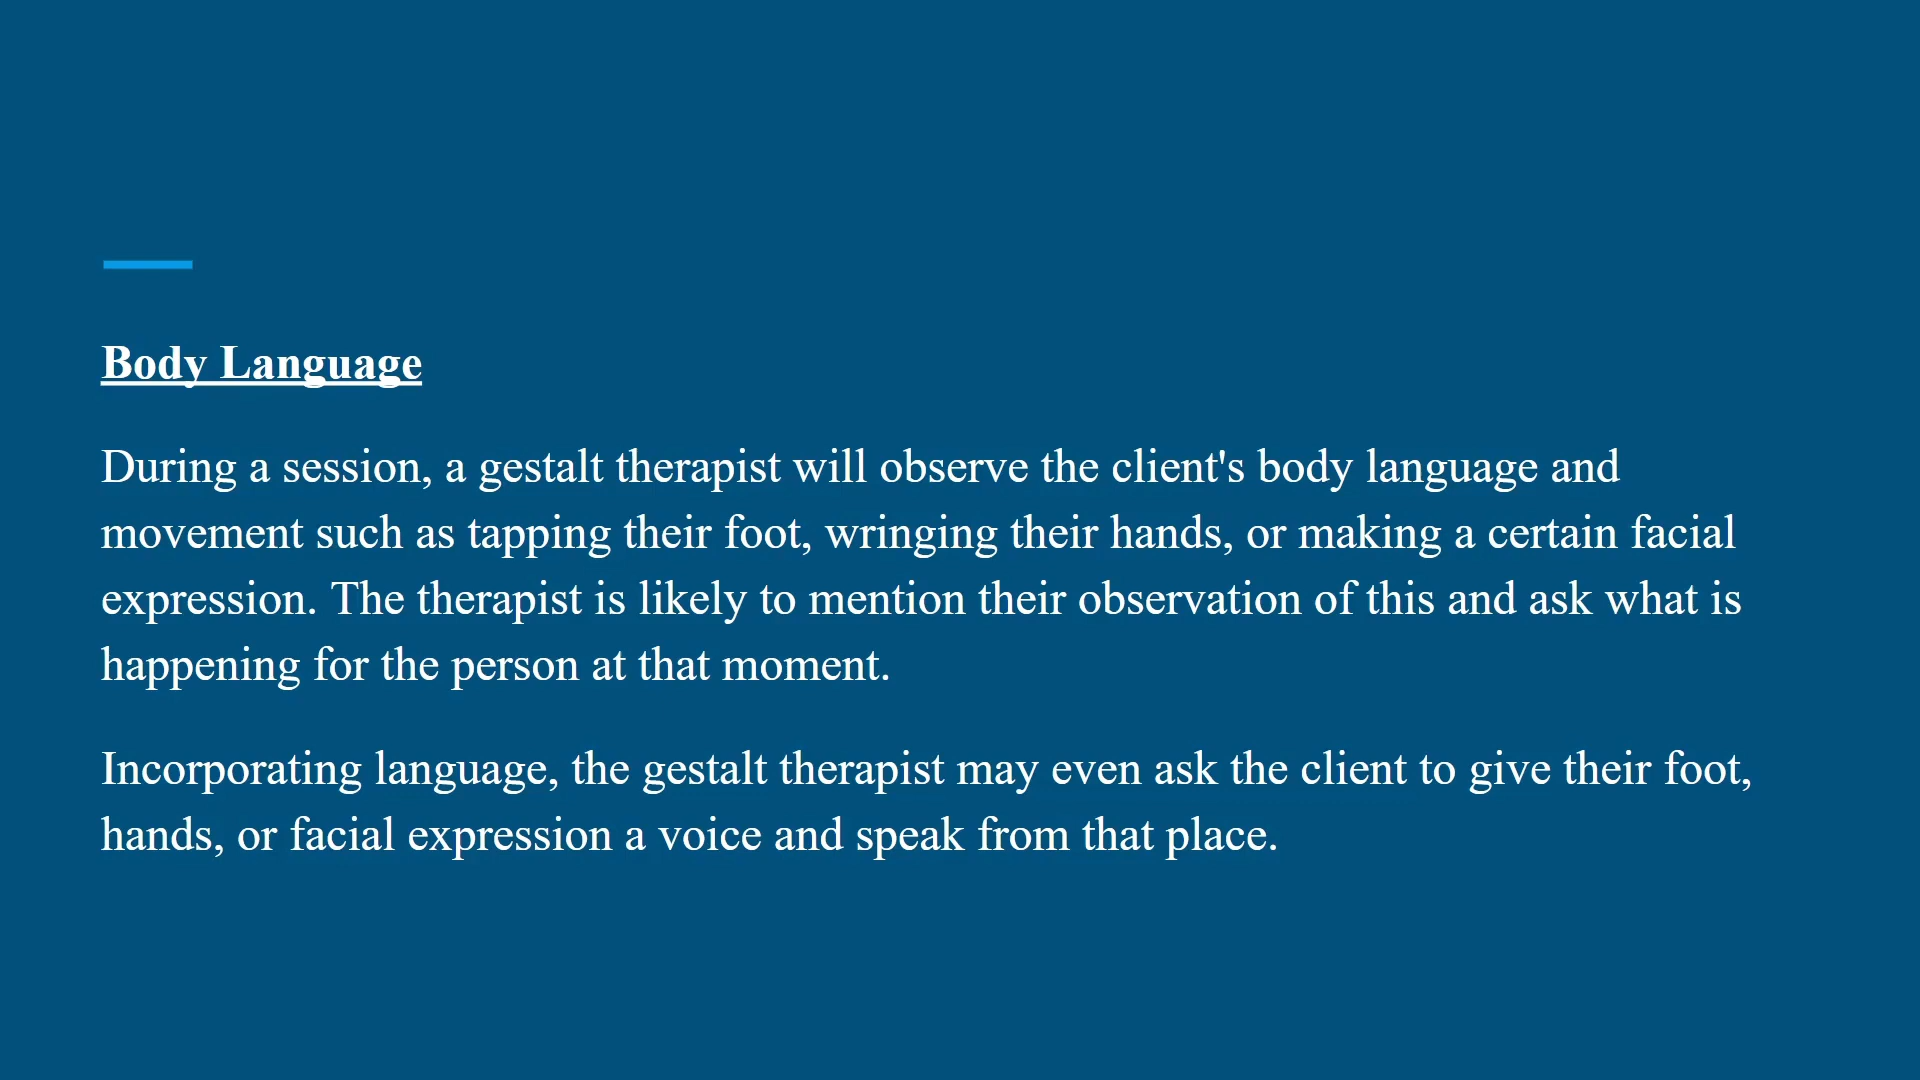 Body Language
During a session, a gestalt therapist will observe the client's body language and
movement such as tapping their foot, wringing their hands, or making a certain facial
expression. The therapist is likely to mention their observation of this and ask what is
happening for the person at that moment.
Incorporating language, the gestalt therapist may even ask the client to give their foot,
hands, or facial expression a voice and speak from that place.